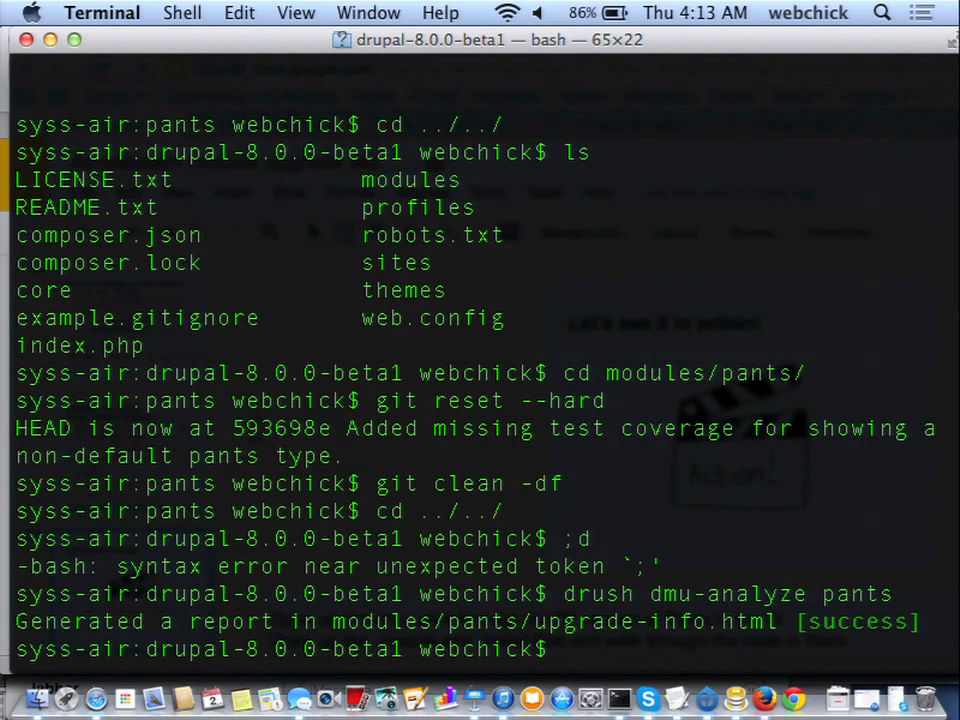 Terminal Shell Edit View Window Help 86% Thu 4:13 AM webchick
drupal-8.0.0-beta1 — bash — 65×22
syss-air:pants webchick$ cd ../../
syss-air:drupal-8.0.0-beta1 webchick$ ls
LICENSE.txt modules
README.txt profiles
composer.json robots.txt
composer.lock sites
core themes
example.gitignore web.config
index.php
syss-air:drupal-8.0.0-beta1 webchick$ cd modules/pants/
syss-air:pants webchick$ git reset --hard
HEAD is now at 593698e Added missing test coverage for showing a
non-default pants type.
syss-air:pants webchick$ git clean -df
syss-air:pants webchick$ cd ../../
syss-air:drupal-8.0.0-beta1 webchick$ ;d
-bash: syntax error near unexpected token `;'
syss-air:drupal-8.0.0-beta1 webchick$ drush dmu-analyze pants
Generated a report in modules/pants/upgrade-info.html [success]
syss-air:drupal-8.0.0-beta1 webchick$
Let's see it in action!
Action!